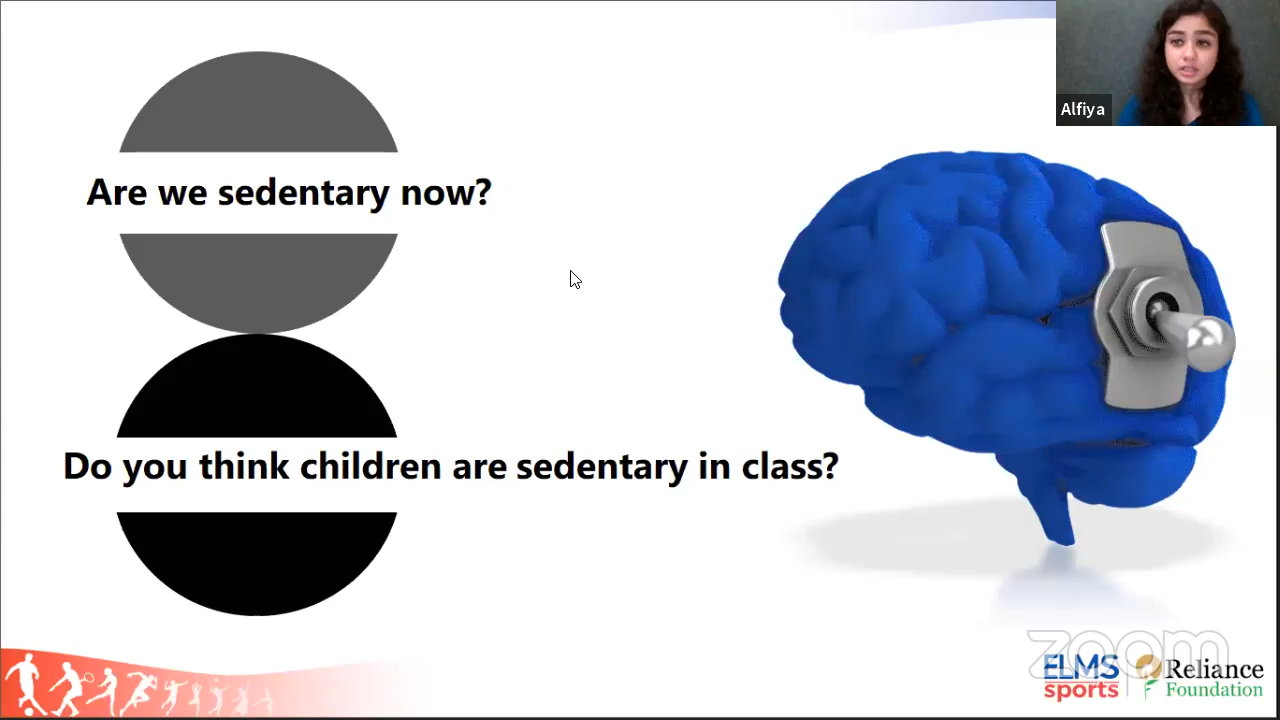 Alfiya
Are we sedentary now?
Do you think children are sedentary in class?
zoom
ELMS
sports
Reliance
Foundation